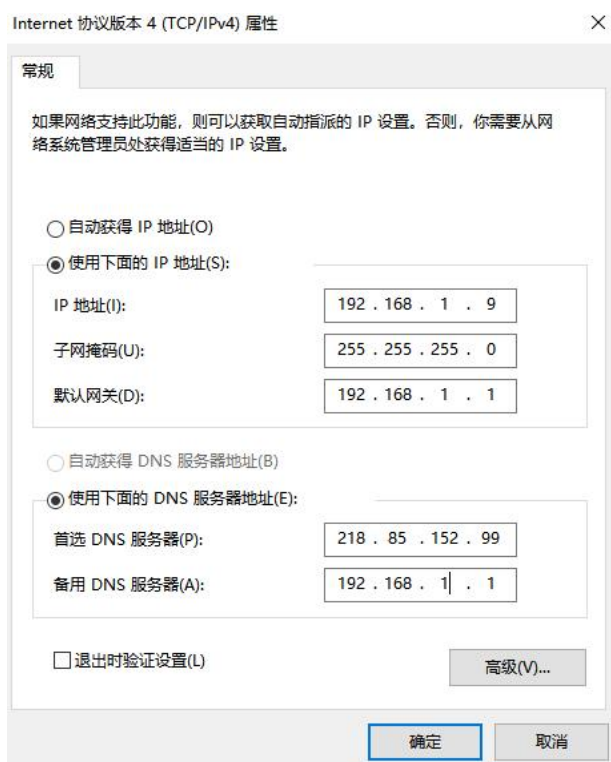 Internet 协议版本 4 (TCP/IPv4) 属性
常规
如果网络支持此功能，则可以获取自动指派的 IP 设置。否则，你需要从网
络系统管理员处获得适当的 IP 设置。
自动获得 IP 地址(O)
使用下面的 IP 地址(S):
IP 地址(I): 192 . 168 . 1 . 9
子网掩码(U): 255 . 255 . 255 . 0
默认网关(D): 192 . 168 . 1 . 1
自动获得 DNS 服务器地址(B)
使用下面的 DNS 服务器地址(E):
首选 DNS 服务器(P): 218 . 85 . 152 . 99
备用 DNS 服务器(A): 192 . 168 . 1 . 1
退出时验证设置(L)
高级(V)...
确定 取消